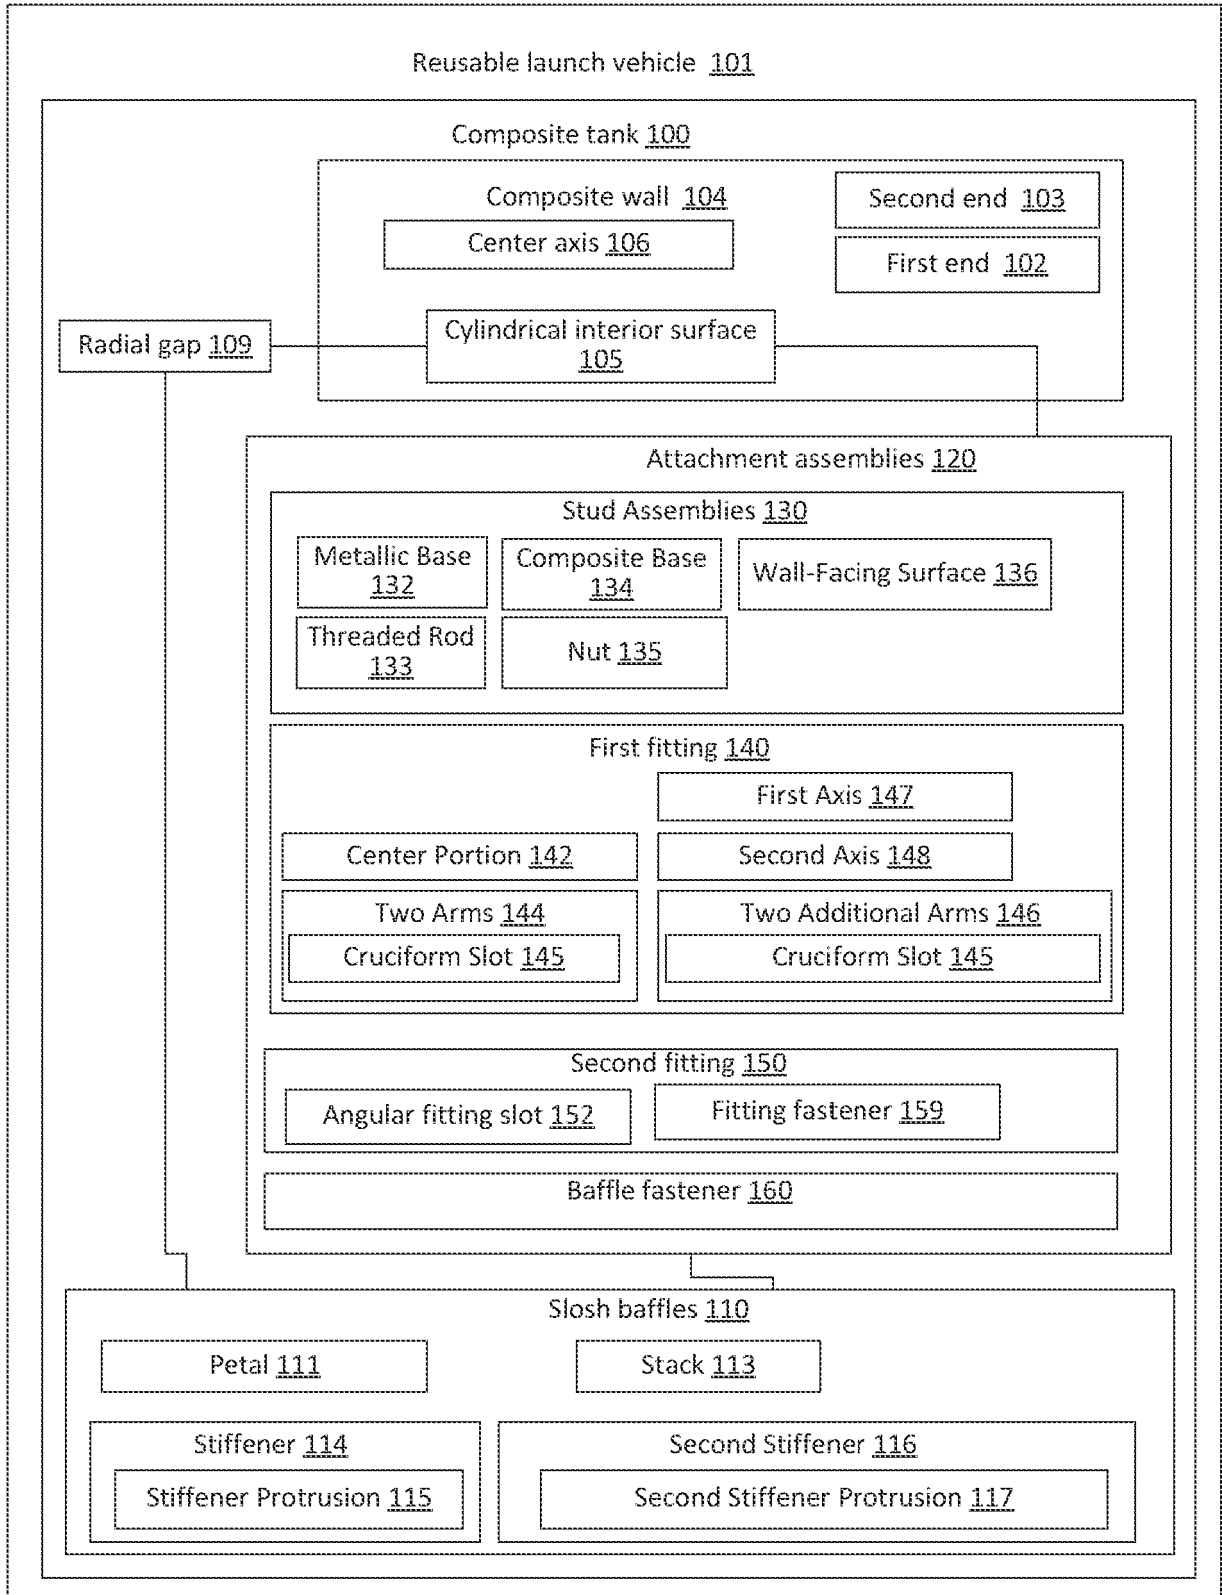 Reusable launch vehicle 101
Composite tank 100
Composite wall 104
Second end 103
Center axis 106
First end 102
Radial gap 109
Cylindrical interior surface
105
Attachment assemblies 120
Stud Assemblies 130
Metallic Base
132
Composite Base
134
Wall-Facing Surface 136
Threaded Rod
133
Nut 135
First fitting 140
First Axis 147
Center Portion 142
Second Axis 148
Two Arms 144
Two Additional Arms 146
Cruciform Slot 145
Cruciform Slot 145
Second fitting 150
Angular fitting slot 152
Fitting fastener 159
Baffle fastener 160
Slosh baffles 110
Petal 111
Stack 113
Stiffener 114
Second Stiffener 116
Stiffener Protrusion 115
Second Stiffener Protrusion 117